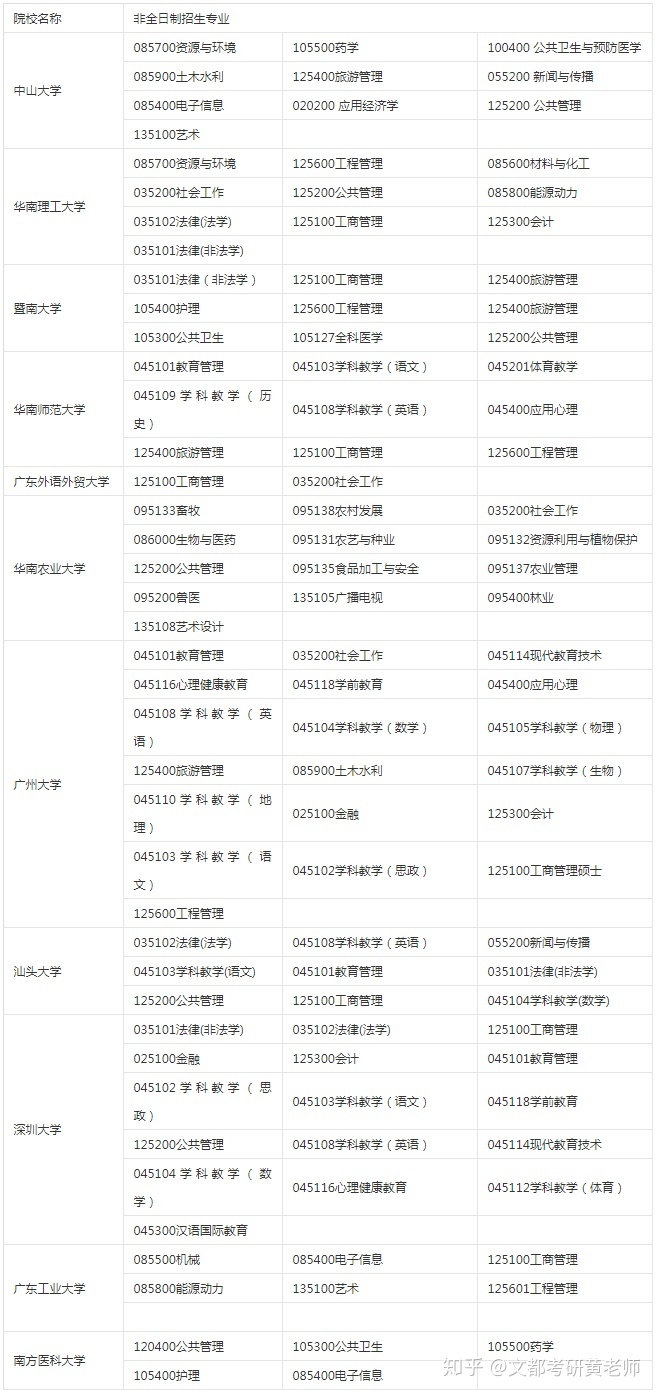 院校名称 非全日制招生专业
中山大学
085700资源与环境 105500药学 100400 公共卫生与预防医学
085900土木水利 125400旅游管理 055200 新闻与传播
085400电子信息 020200 应用经济学 125200 公共管理
135100艺术
华南理工大学
085700资源与环境 125600工程管理 085600材料与化工
035200社会工作 125200公共管理 085800能源动力
035102法律(法学) 125100工商管理 125300会计
035101法律(非法学)
暨南大学
035101法律（非法学） 125100工商管理 125400旅游管理
105400护理 125600工程管理 125400旅游管理
105300公共卫生 105127全科医学 125200公共管理
华南师范大学
045101教育管理 045103学科教学（语文） 045201体育教学
045109学科教学（历
史） 045108学科教学（英语） 045400应用心理
125400旅游管理 125100工商管理 125600工程管理
广东外语外贸大学 125100工商管理 035200社会工作
华南农业大学
095133畜牧 095138农村发展 035200社会工作
086000生物与医药 095131农艺与种业 095132资源利用与植物保护
125200公共管理 095135食品加工与安全 095137农业管理
095200兽医 135105广播电视 095400林业
135108艺术设计
广州大学
045101教育管理 035200社会工作 045114现代教育技术
045116心理健康教育 045118学前教育 045400应用心理
045108学科教学（英
语） 045104学科教学（数学） 045105学科教学（物理）
125400旅游管理 085900土木水利 045107学科教学（生物）
045110学科教学（地
理） 025100金融 125300会计
045103学科教学（语
文） 045102学科教学（思政） 125100工商管理硕士
125600工程管理
汕头大学
035102法律(法学) 045108学科教学（英语） 055200新闻与传播
045103学科教学(语文) 045101教育管理 035101法律(非法学)
125200公共管理 125100工商管理 045104学科教学(数学)
深圳大学
035101法律(非法学) 035102法律(法学) 125100工商管理
025100金融 125300会计 045101教育管理
045102学科教学（思
政） 045103学科教学（语文） 045118学前教育
125200公共管理 045108学科教学（英语） 045114现代教育技术
045104学科教学（数
学） 045116心理健康教育 045112学科教学（体育）
045300汉语国际教育
广东工业大学
085500机械 085400电子信息 125100工商管理
085800能源动力 135100艺术 125601工程管理
南方医科大学
120400公共管理 105300公共卫生 105500药学
105400护理 085400电子信息
知乎 @文都考研黄老师